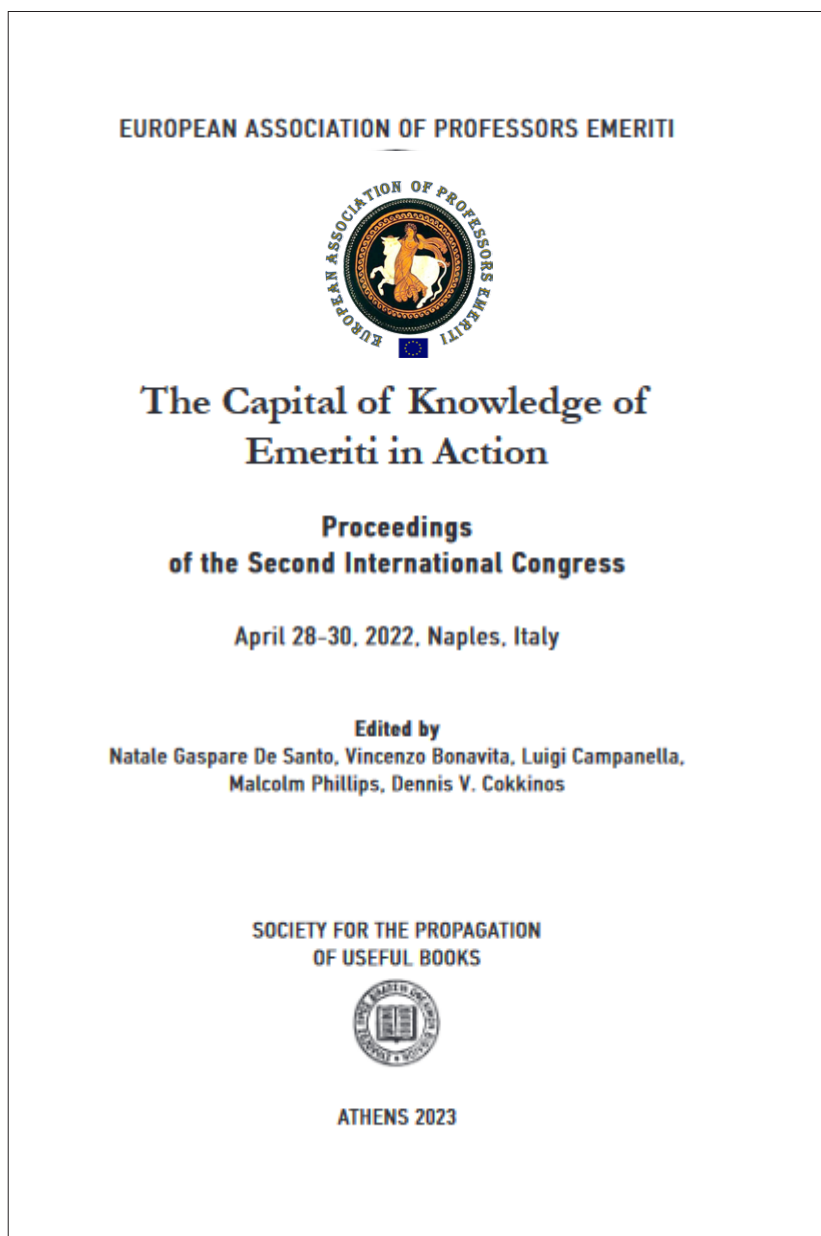 EUROPEAN ASSOCIATION OF PROFESSORS EMERITI
EUROPEAN ASSOCIATION OF PROFESSORS EMERITI
The Capital of Knowledge of
Emeriti in Action
Proceedings
of the Second International Congress
April 28-30, 2022, Naples, Italy
Edited by
Natale Gaspare De Santo, Vincenzo Bonavita, Luigi Campanella,
Malcolm Phillips, Dennis V. Cokkinos
SOCIETY FOR THE PROPAGATION
OF USEFUL BOOKS
ATHENS 2023